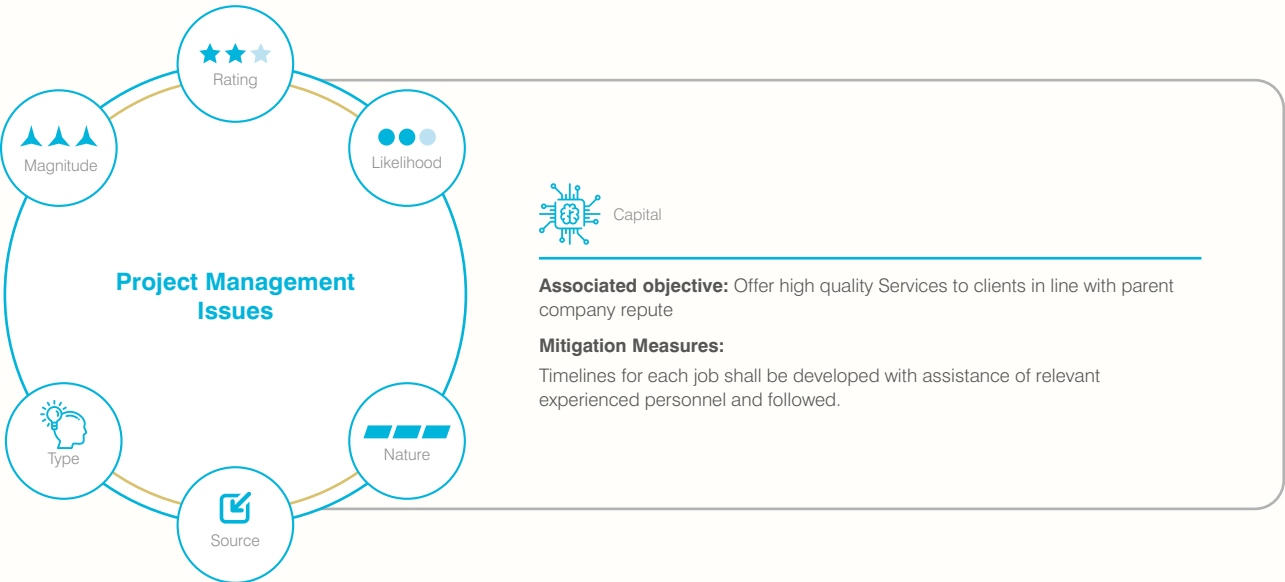 Rating
Magnitude
Likelihood
Project Management
Issues
Type
Nature
Source
Capital
Associated objective: Offer high quality Services to clients in line with parent
company repute
Mitigation Measures:
Timelines for each job shall be developed with assistance of relevant
experienced personnel and followed.